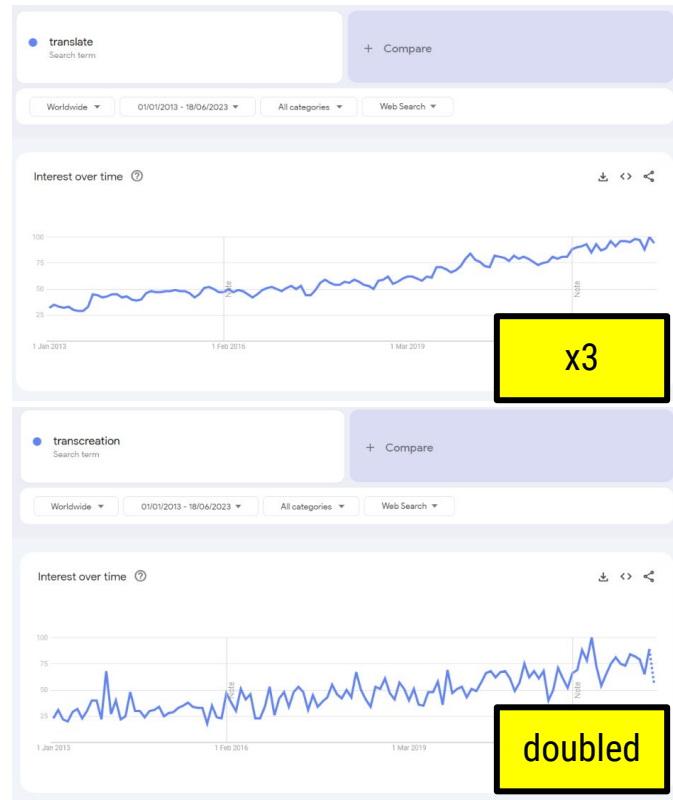 translate
Search term
+ Compare
Worldwide
01/01/2013 - 18/06/2023
All categories
Web Search
Interest over time
100
75
50
25
Note
Note
1 Jan 2013
1 Feb 2016
1 Mar 2019
x3
transcreation
Search term
+ Compare
Worldwide
01/01/2013 - 18/06/2023
All categories
Web Search
Interest over time
100
75
50
25
Note
Note
1 Jan 2013
1 Feb 2016
1 Mar 2019
doubled